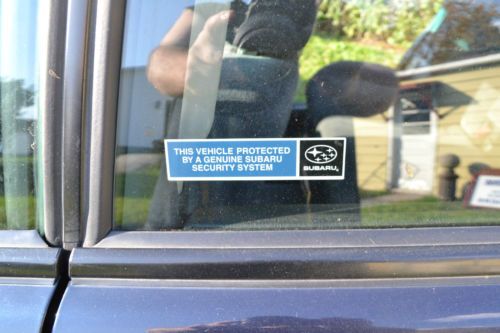 THIS VEHICLE PROTECTED
BY A GENUINE SUBARU
SECURITY SYSTEM
SUBARU